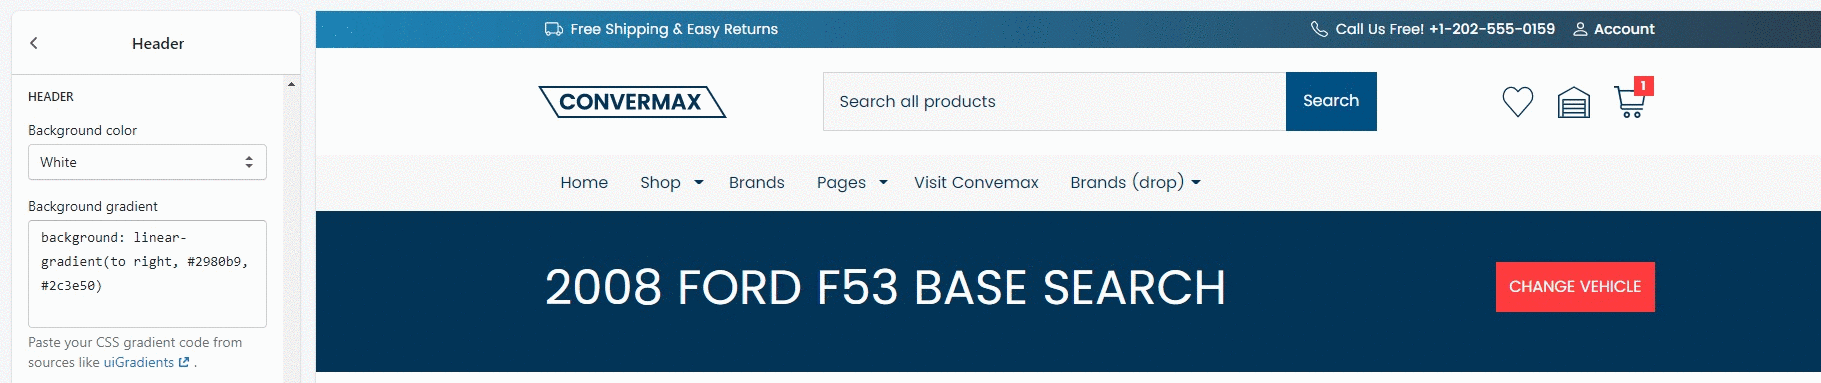 Header
HEADER
Background color
White
Background gradient
background: linear-
gradient(to right, #2980b9,
#2c3e50)
Paste your CSS gradient code from
sources like uiGradients .
Free Shipping & Easy Returns
Call Us Free! +1-202-555-0159
Account
CONVERMAX
Search all products
Search
1
Home Shop Brands Pages Visit Convemax Brands (drop)
2008 FORD F53 BASE SEARCH
CHANGE VEHICLE